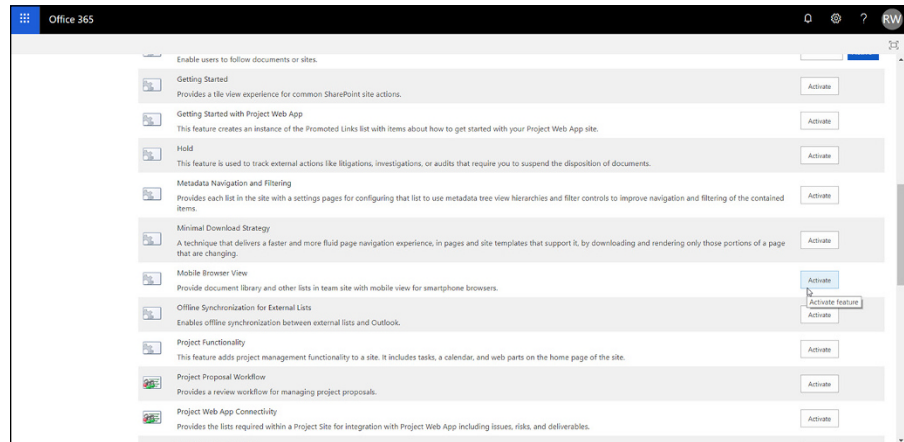 Office 365
RW
Enable users to follow documents or sites.
Getting Started
Provides a tile view experience for common SharePoint site actions.
Activate
Getting Started with Project Web App
This feature creates an instance of the Promoted Links list with items about how to get started with your Project Web App site.
Activate
Hold
This feature is used to track external actions like litigations, investigations, or audits that require you to suspend the disposition of documents.
Activate
Metadata Navigation and Filtering
Provides each list in the site with a settings pages for configuring that list to use metadata tree view hierarchies and filter controls to improve navigation and filtering of the contained
items.
Activate
Minimal Download Strategy
A technique that delivers a faster and more fluid page navigation experience, in pages and site templates that support it, by downloading and rendering only those portions of a page
that are changing.
Activate
Mobile Browser View
Provide document library and other lists in team site with mobile view for smartphone browsers.
Activate
Activate feature
Offline Synchronization for External Lists
Enables offline synchronization between external lists and Outlook.
Activate
Project Functionality
This feature adds project management functionality to a site. It includes tasks, a calendar, and web parts on the home page of the site.
Activate
Project Proposal Workflow
Provides a review workflow for managing project proposals.
Activate
Project Web App Connectivity
Provides the lists required within a Project Site for integration with Project Web App including issues, risks, and deliverables.
Activate